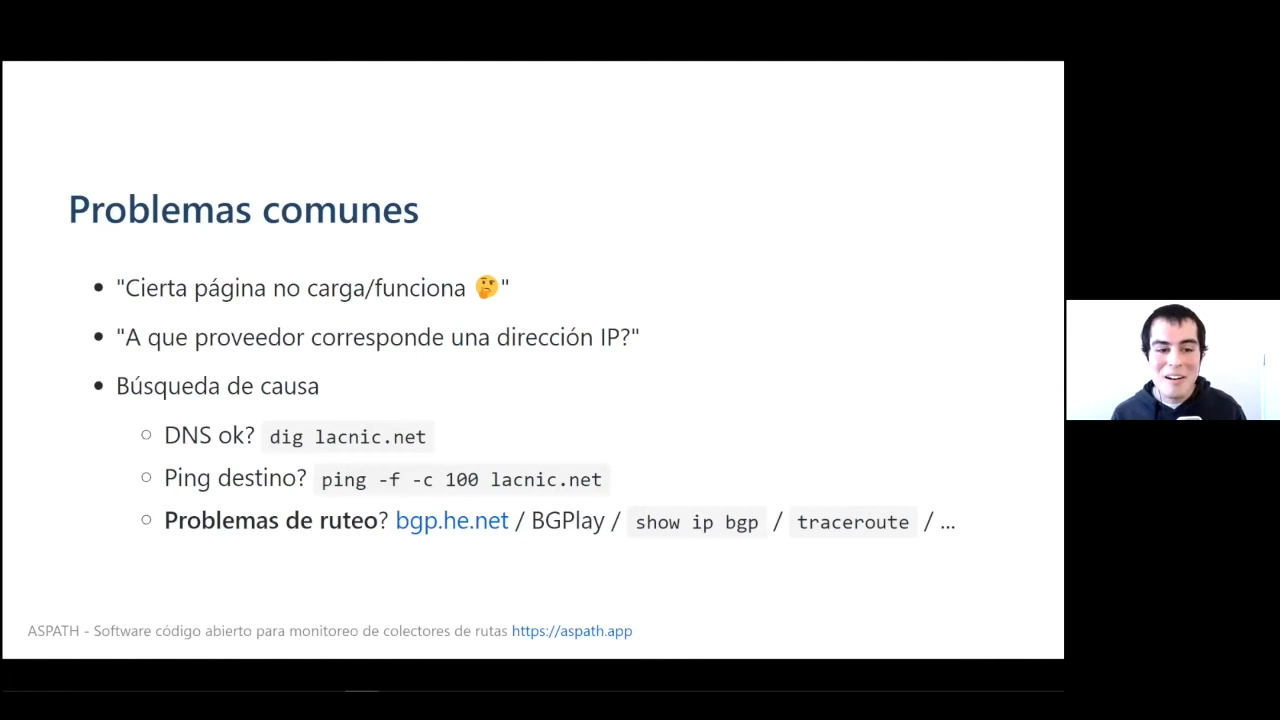 Problemas comunes
• "Cierta página no carga/funciona 🤔"
• "A que proveedor corresponde una dirección IP?"
• Búsqueda de causa
○ DNS ok? dig lacnic.net
○ Ping destino? ping -f -c 100 lacnic.net
○ Problemas de ruteo? bgp.he.net / BGPlay / show ip bgp / traceroute / ...
ASPATH - Software código abierto para monitoreo de colectores de rutas https://aspath.app